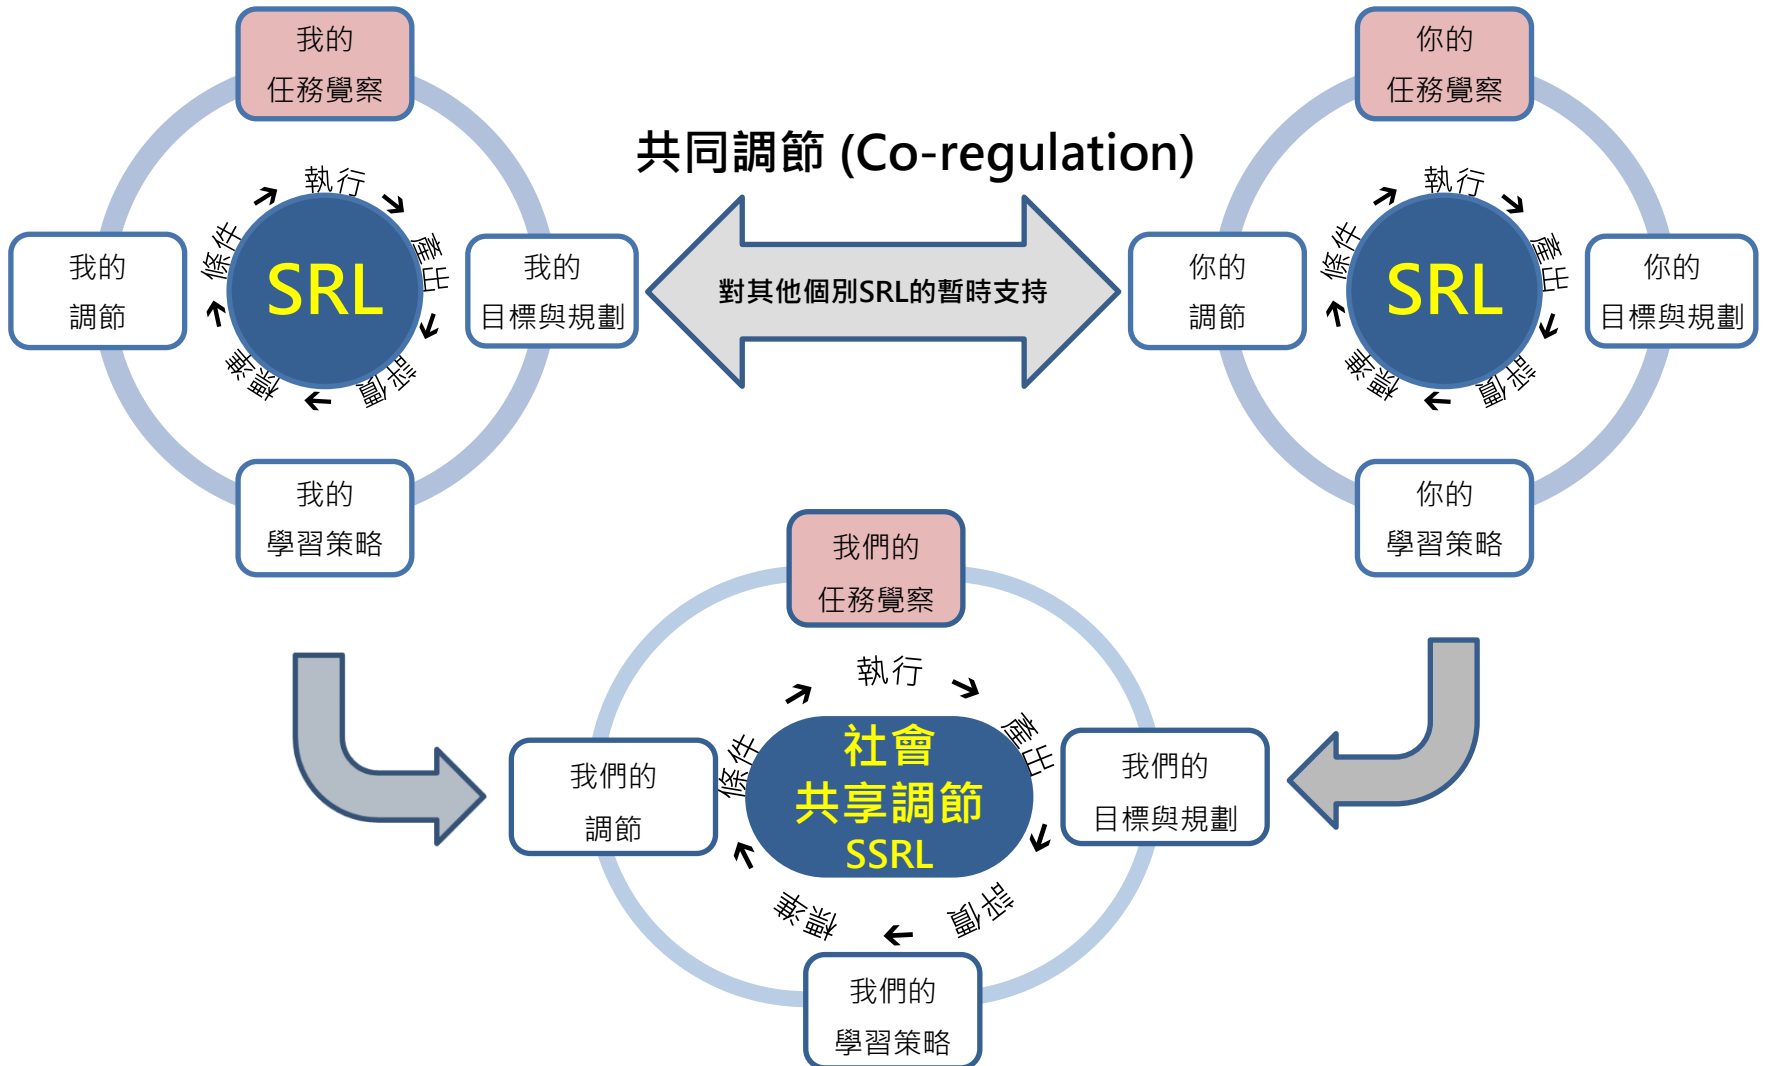 我的
任務覺察
執行
產出
評價
標準
條件
SRL
我的
調節
我的
目標與規劃
我的
學習策略
共同調節 (Co-regulation)
對其他個別SRL的暫時支持
你的
任務覺察
執行
產出
評價
標準
條件
SRL
你的
調節
你的
目標與規劃
你的
學習策略
我們的
任務覺察
執行
產出
評價
標準
條件
社會
共享調節
SSRL
我們的
調節
我們的
目標與規劃
我們的
學習策略